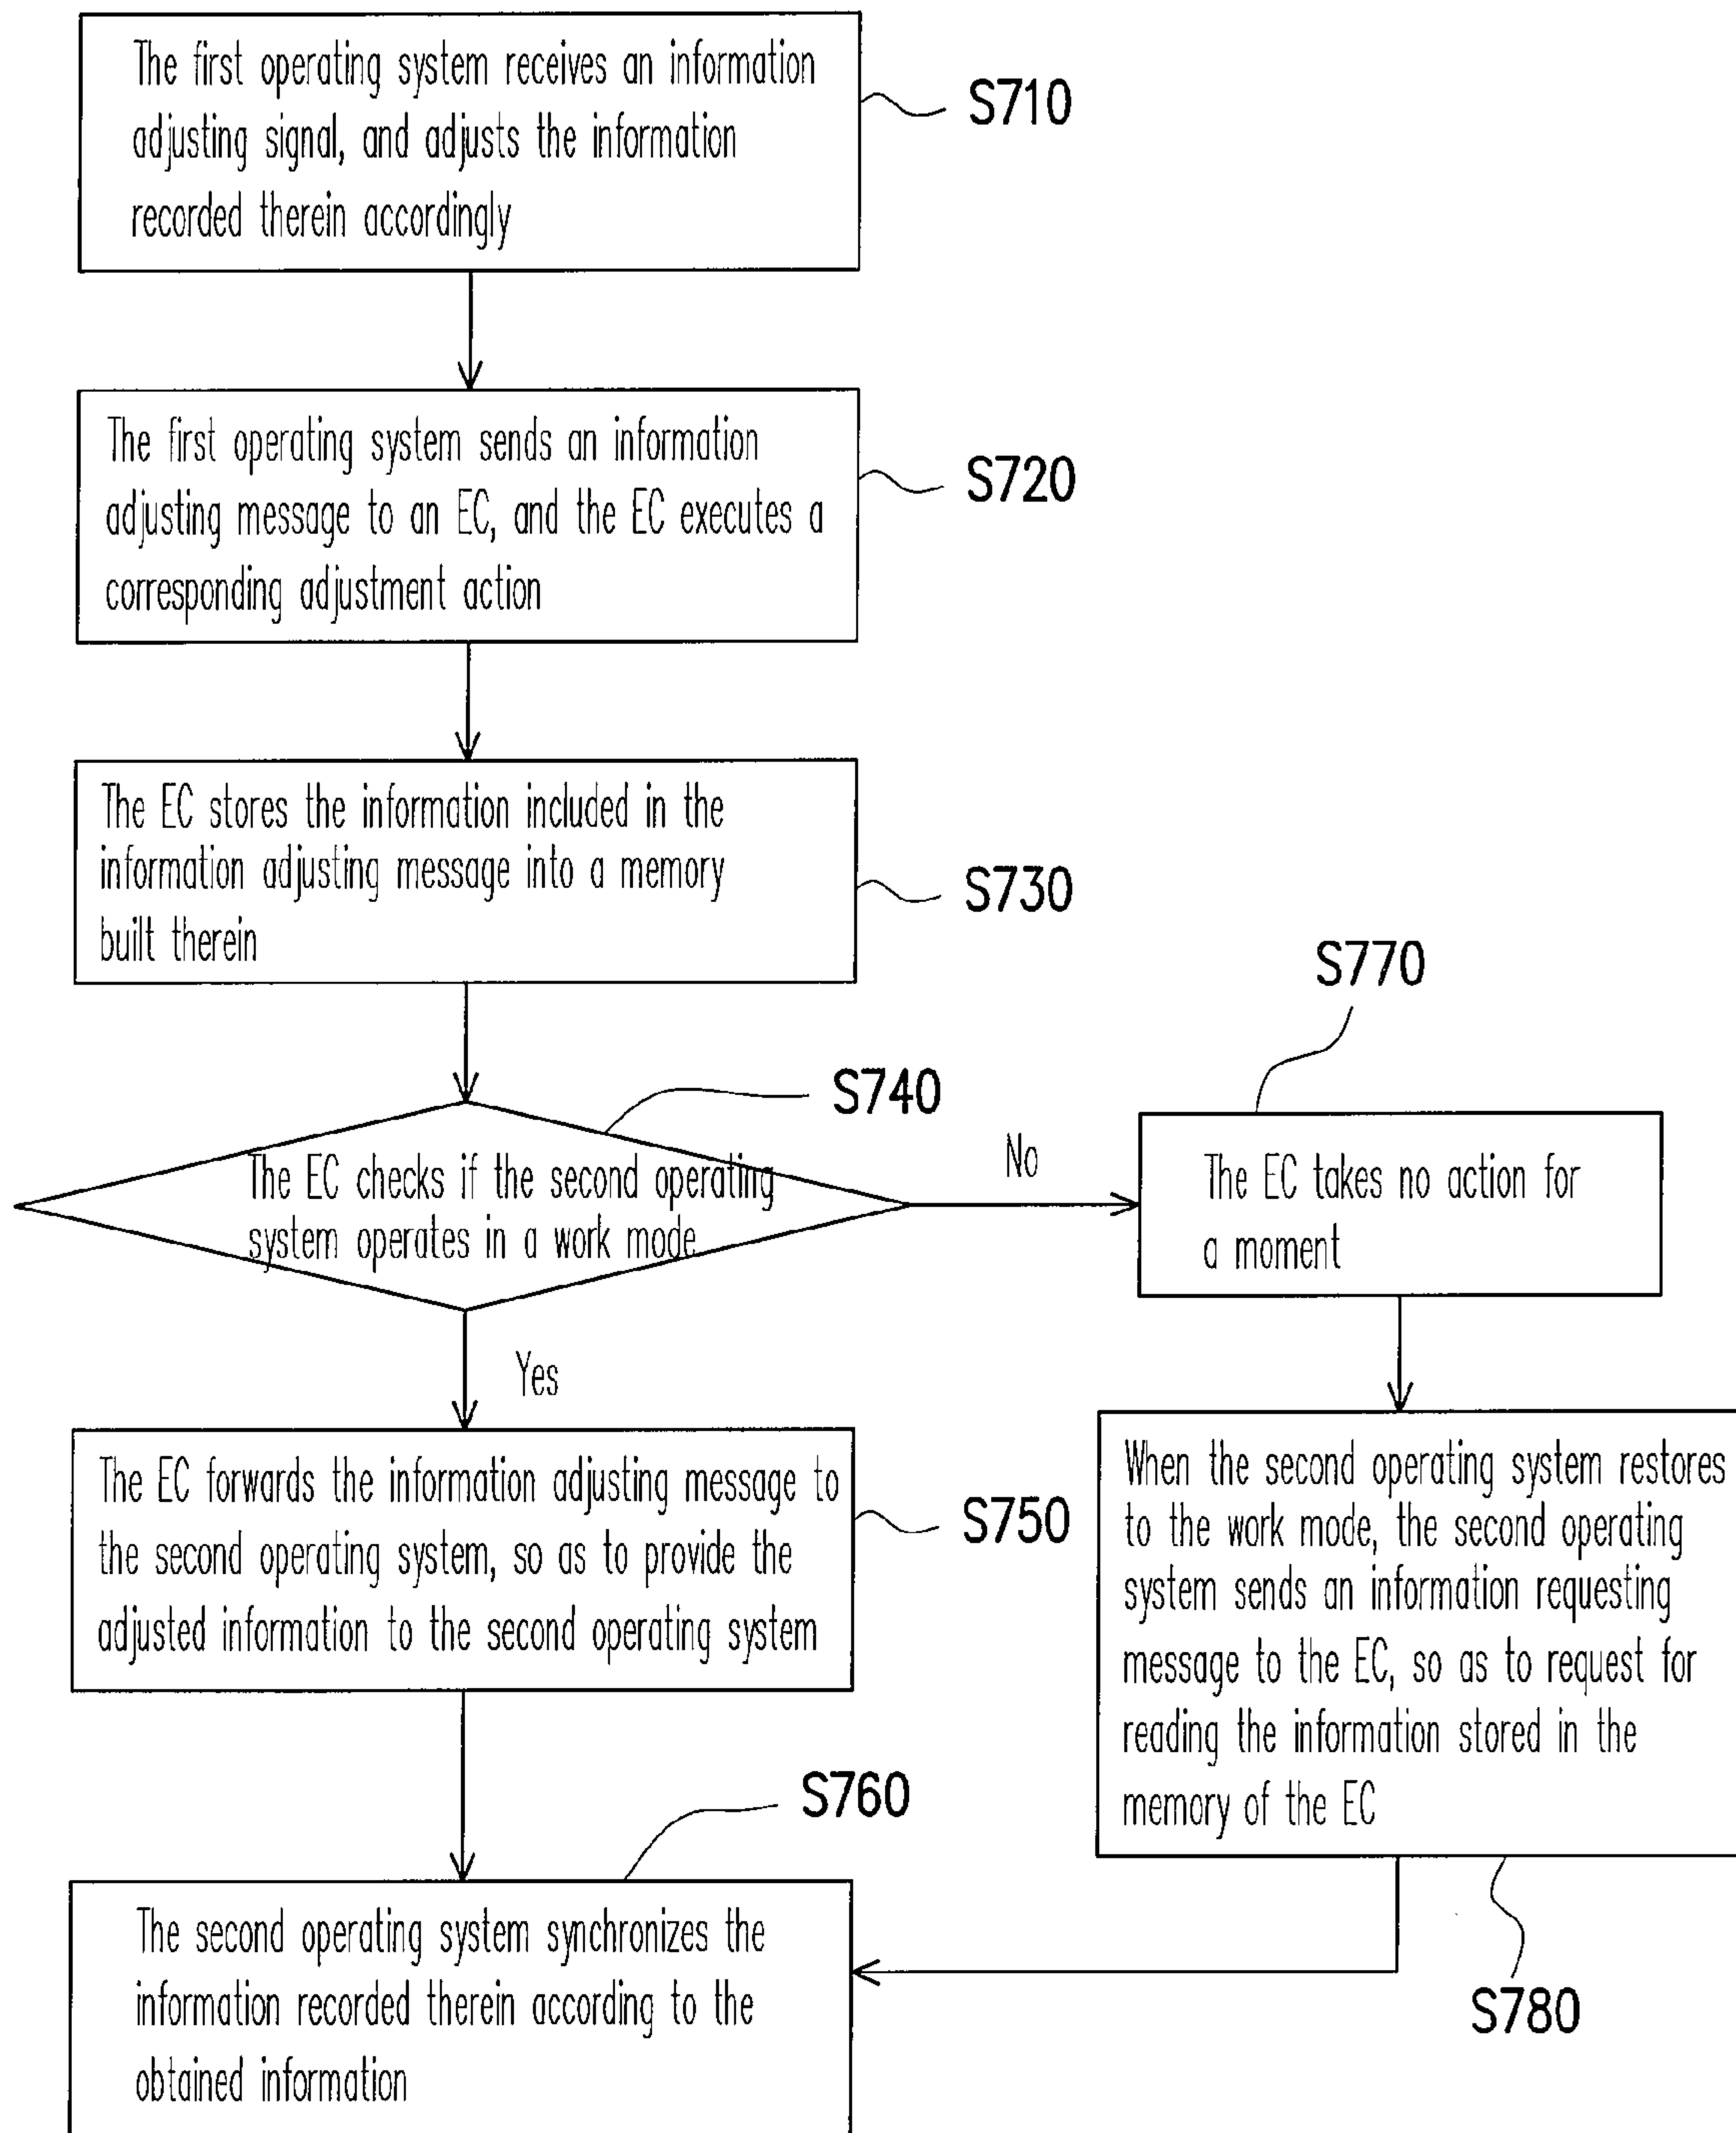 The first operating system receives an information
adjusting signal, and adjusts the information
recorded therein accordingly
S710
The first operating system sends an information
adjusting message to an EC, and the EC executes a
corresponding adjustment action
S720
The EC stores the information included in the
information adjusting message into a memory
built therein
S730
S740
The EC checks if the second operating
system operates in a work mode
No
Yes
S770
The EC takes no action for
a moment
The EC forwards the information adjusting message to
the second operating system, so as to provide the
adjusted information to the second operating system
S750
When the second operating system restores
to the work mode, the second operating
system sends an information requesting
message to the EC, so as to request for
reading the information stored in the
memory of the EC
S780
S760
The second operating system synchronizes the
information recorded therein according to the
obtained information